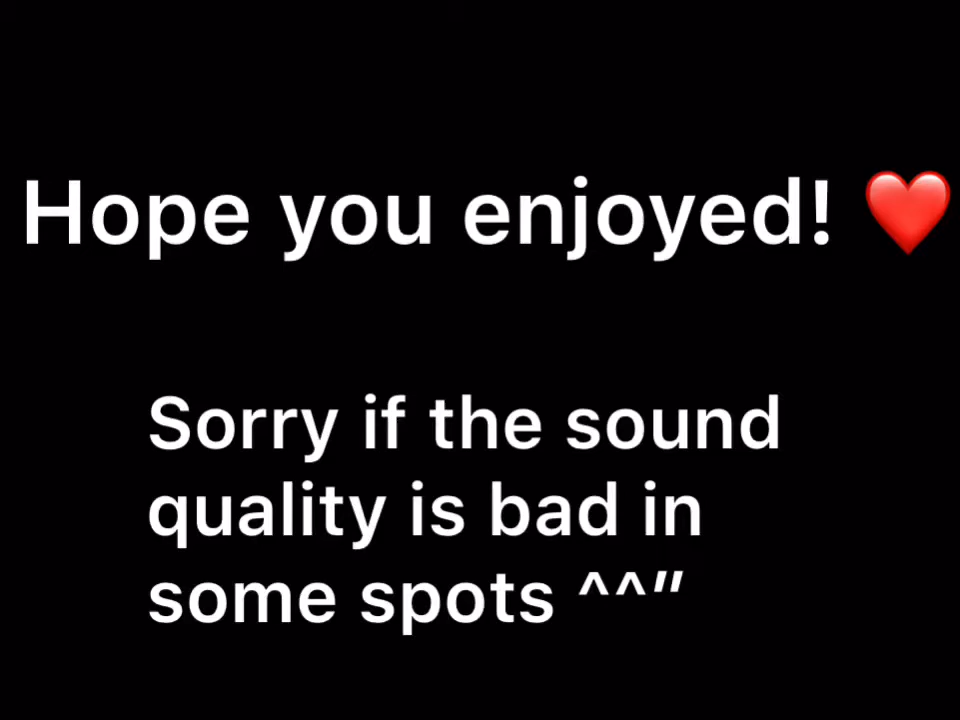 Hope you enjoyed! ❤️
Sorry if the sound
quality is bad in
some spots ^^"